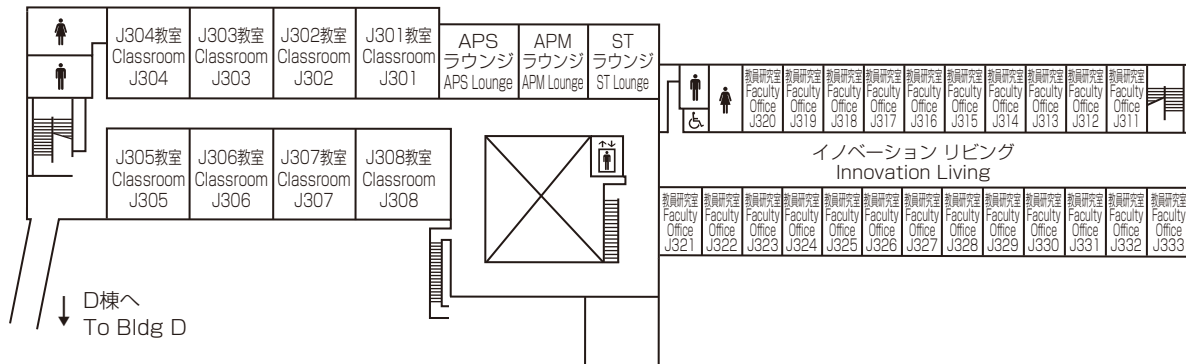 J304教室
Classroom
J304
J303教室
Classroom
J303
J302教室
Classroom
J302
J301教室
Classroom
J301
APS
ラウンジ
APS Lounge
APM
ラウンジ
APM Lounge
ST
ラウンジ
ST Lounge
教員研究室
Faculty
Office
J320
教員研究室
Faculty
Office
J319
教員研究室
Faculty
Office
J318
教員研究室
Faculty
Office
J317
教員研究室
Faculty
Office
J316
教員研究室
Faculty
Office
J315
教員研究室
Faculty
Office
J314
教員研究室
Faculty
Office
J313
教員研究室
Faculty
Office
J312
教員研究室
Faculty
Office
J311
J305教室
Classroom
J305
J306教室
Classroom
J306
J307教室
Classroom
J307
J308教室
Classroom
J308
イノベーション リビング
Innovation Living
教員研究室
Faculty
Office
J321
教員研究室
Faculty
Office
J322
教員研究室
Faculty
Office
J323
教員研究室
Faculty
Office
J324
教員研究室
Faculty
Office
J325
教員研究室
Faculty
Office
J326
教員研究室
Faculty
Office
J327
教員研究室
Faculty
Office
J328
教員研究室
Faculty
Office
J329
教員研究室
Faculty
Office
J330
教員研究室
Faculty
Office
J331
教員研究室
Faculty
Office
J332
教員研究室
Faculty
Office
J333
D棟へ
To Bldg D